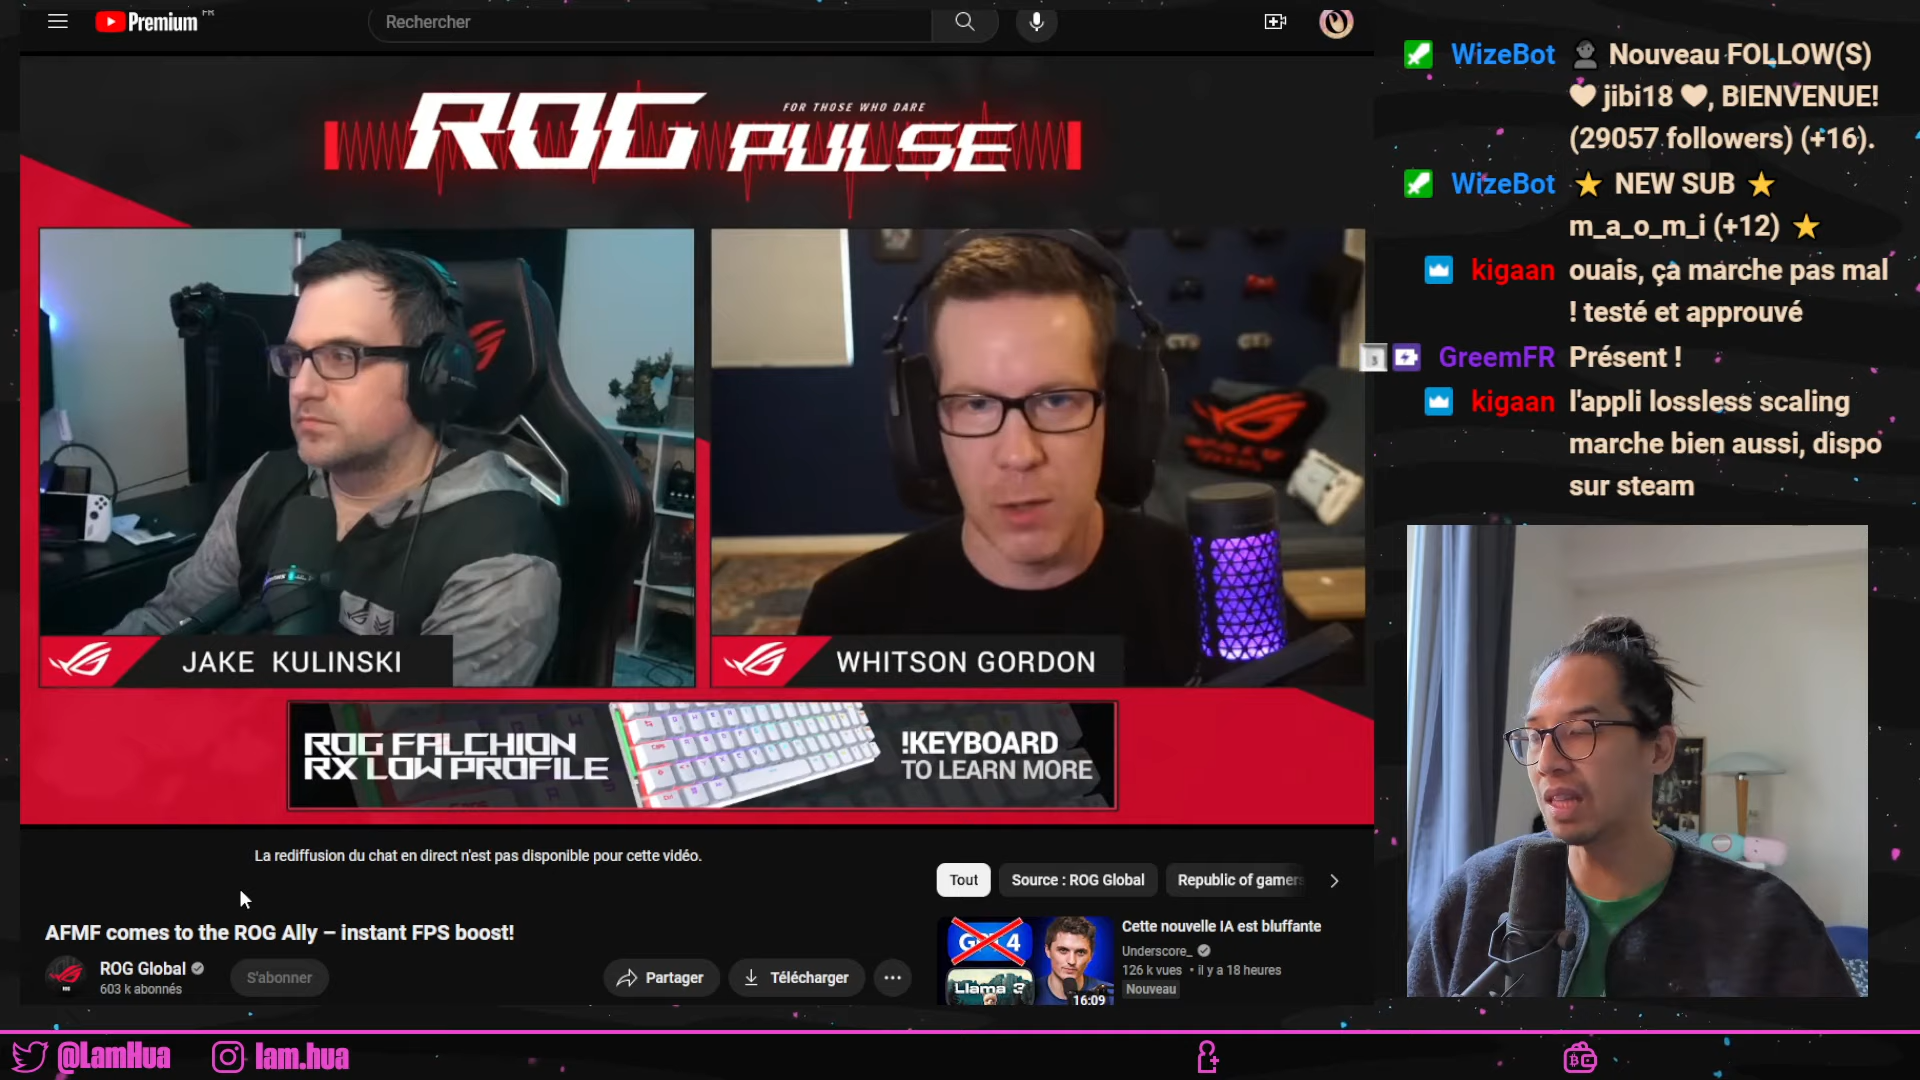 Premium FR
Rechercher
ROG
FOR THOSE WHO DARE
PULSE
JAKE KULINSKI
WHITSON GORDON
ROG FALCHION
RX LOW PROFILE
!KEYBOARD
TO LEARN MORE
La rediffusion du chat en direct n'est pas disponible pour cette vidéo.
AFMF comes to the ROG Ally – instant FPS boost!
ROG Global
603 k abonnés
S'abonner
Partager
Télécharger
Tout
Source : ROG Global
Republic of gamers
GPT 4
Llama 3
16:09
Cette nouvelle IA est bluffante
Underscore_
126 k vues • il y a 18 heures
Nouveau
WizeBot Nouveau FOLLOW(S)
jibi18, BIENVENUE!
(29057 followers) (+16).
WizeBot NEW SUB
m_a_o_m_i (+12)
kigaan ouais, ça marche pas mal
! testé et approuvé
3 GreemFR Présent !
kigaan l'appli lossless scaling
marche bien aussi, dispo
sur steam
@LamHua
lam.hua